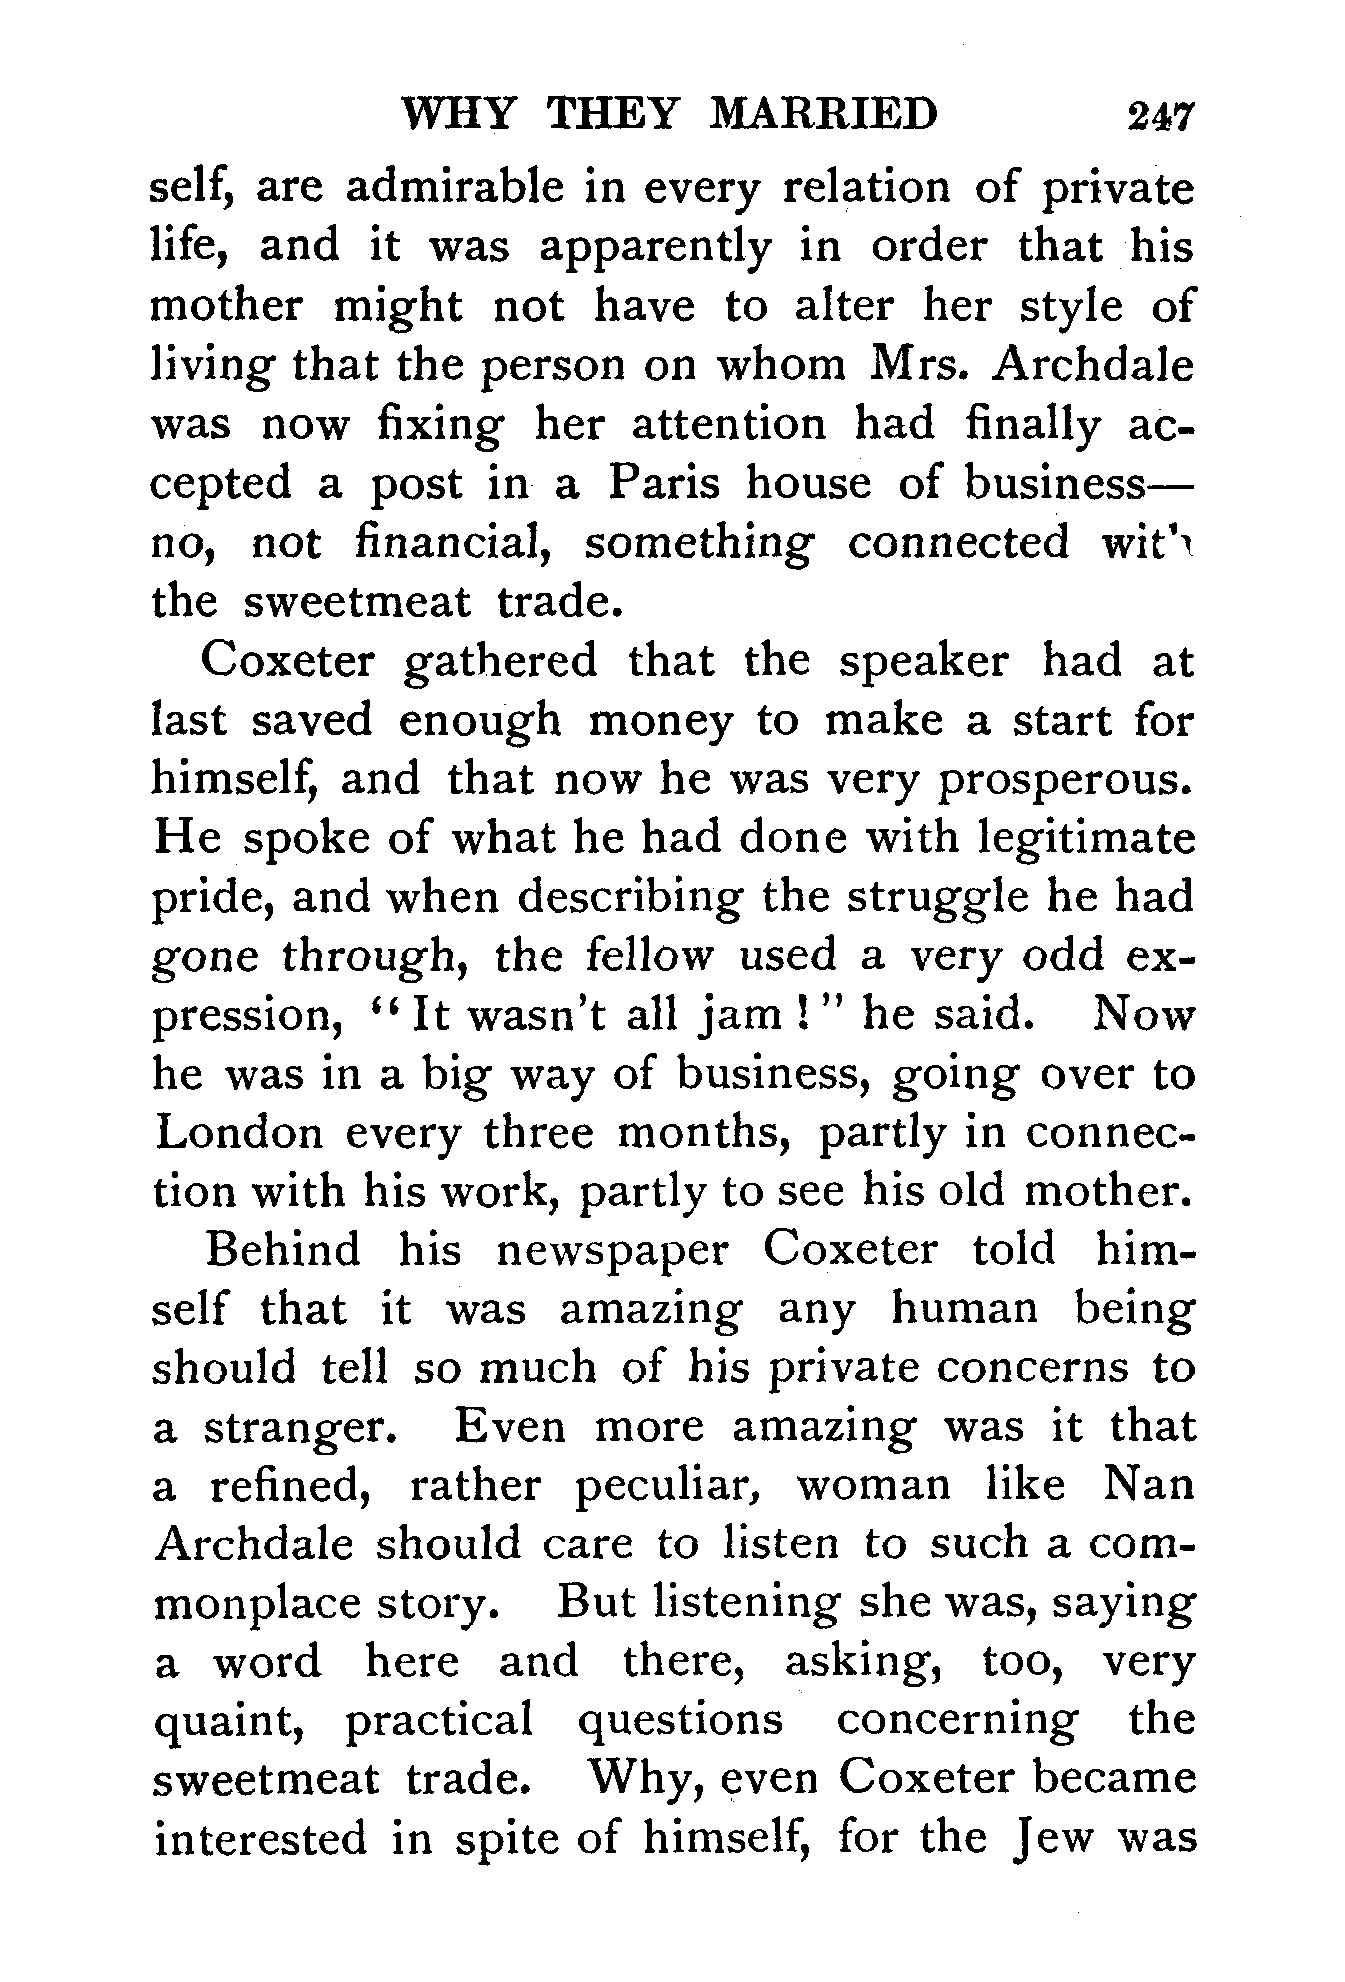 WHY THEY MARRIED 247
self, are admirable in every relation of private
life, and it was apparently in order that his
mother might not have to alter her style of
living that the person on whom Mrs. Archdale
was now fixing her attention had finally ac-
cepted a post in a Paris house of business—
no, not financial, something connected with
the sweetmeat trade.
Coxeter gathered that the speaker had at
last saved enough money to make a start for
himself, and that now he was very prosperous.
He spoke of what he had done with legitimate
pride, and when describing the struggle he had
gone through, the fellow used a very odd ex-
pression, “It wasn't all jam!” he said. Now
he was in a big way of business, going over to
London every three months, partly in connec-
tion with his work, partly to see his old mother.
Behind his newspaper Coxeter told him-
self that it was amazing any human being
should tell so much of his private concerns to
a stranger. Even more amazing was it that
a refined, rather peculiar, woman like Nan
Archdale should care to listen to such a com-
monplace story. But listening she was, saying
a word here and there, asking, too, very
quaint, practical questions concerning the
sweetmeat trade. Why, even Coxeter became
interested in spite of himself, for the Jew was